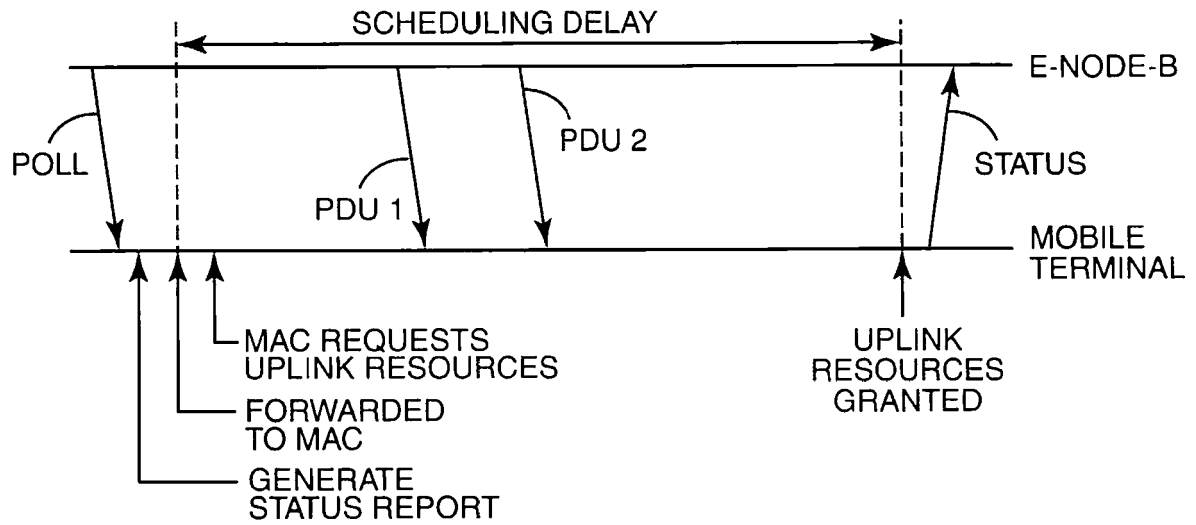 SCHEDULING DELAY
E-NODE-B
POLL
PDU 1
PDU 2
STATUS
MOBILE
TERMINAL
MAC REQUESTS
UPLINK RESOURCES
FORWARDED
TO MAC
GENERATE
STATUS REPORT
UPLINK
RESOURCES
GRANTED